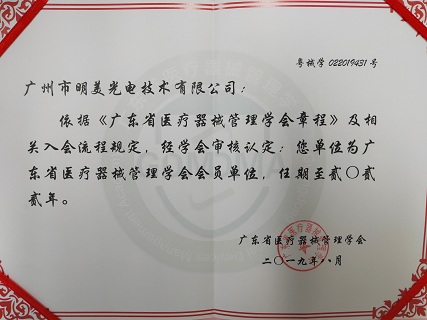 粤械学 022019431 号
广州市明美光电技术有限公司：
依据《广东省医疗器械管理学会章程》及相
关入会流程规定，经学会审核认定：您单位为广
东省医疗器械管理学会会员单位，任期至贰〇贰
贰年。
广东省医疗器械管理学会
二〇一九年八月